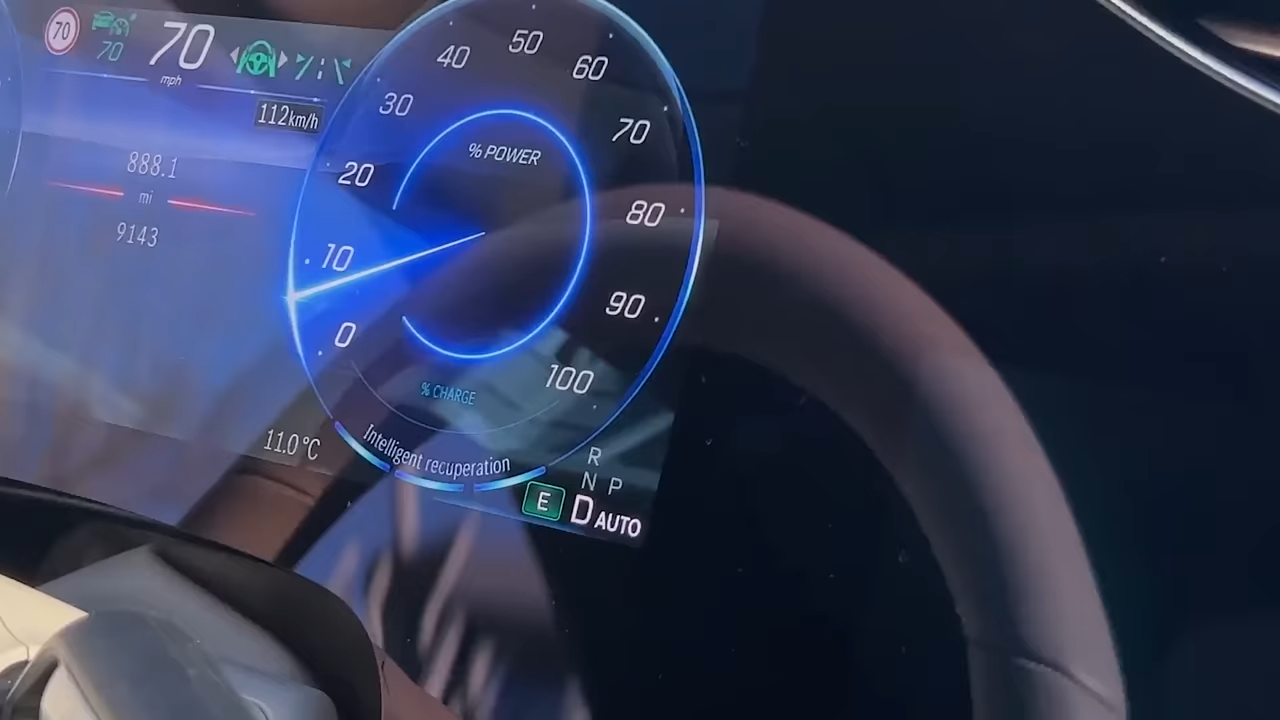 70
70
70
mph
112km/h
888.1
mi
9143
11.0°C
0
10
20
30
40
50
60
70
80
90
100
% POWER
% CHARGE
Intelligent recuperation
R
N P
E D AUTO